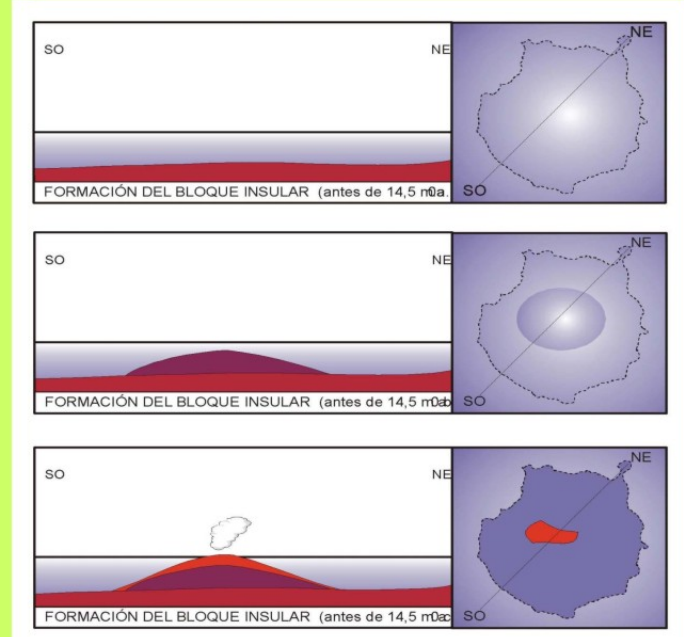 SO NE NE
FORMACIÓN DEL BLOQUE INSULAR (antes de 14,5 m.a. SO
SO NE NE
FORMACIÓN DEL BLOQUE INSULAR (antes de 14,5 SO
SO NE NE
FORMACIÓN DEL BLOQUE INSULAR (antes de 14,5 SO